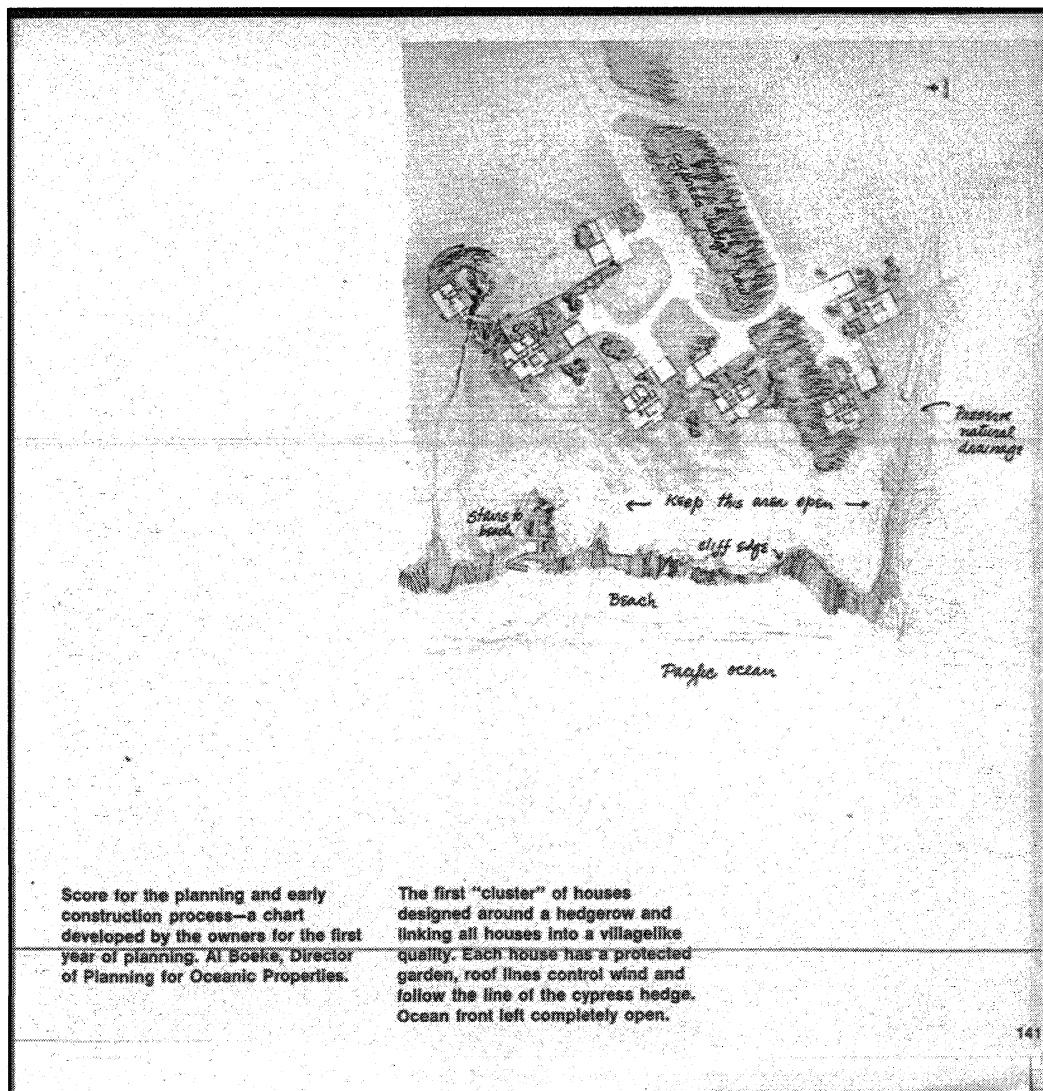 Cypress hedge
Preserve
natural
drainage
← Keep this area open →
Stairs to
beach
cliff edge
Beach
Pacific ocean
Score for the planning and early
construction process—a chart
developed by the owners for the first
year of planning. Al Boeke, Director
of Planning for Oceanic Properties.
The first "cluster" of houses
designed around a hedgerow and
linking all houses into a villagelike
quality. Each house has a protected
garden, roof lines control wind and
follow the line of the cypress hedge.
Ocean front left completely open.
141